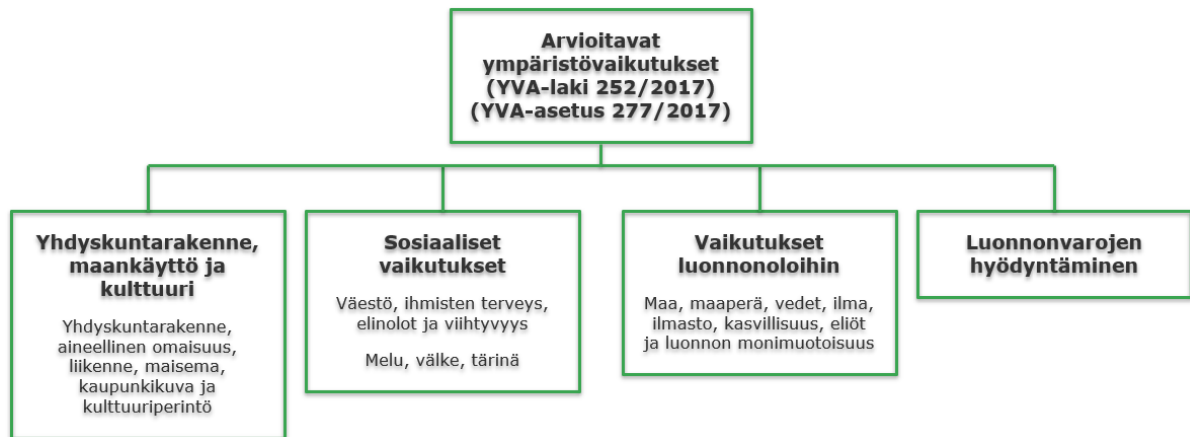 Arvioitavat
ympäristövaikutukset
(YVA-laki 252/2017)
(YVA-asetus 277/2017)
Yhdyskuntarakenne,
maankäyttö ja
kulttuuri
Yhdyskuntarakenne,
aineellinen omaisuus,
liikenne, maisema,
kaupunkikuva ja
kulttuuriperintö
Sosiaaliset
vaikutukset
Väestö, ihmisten terveys,
elinolot ja viihtyvyys
Melu, välke, tärinä
Vaikutukset
luonnonoloihin
Maa, maaperä, vedet, ilma,
ilmasto, kasvillisuus, eliöt
ja luonnon monimuotoisuus
Luonnonvarojen
hyödyntäminen